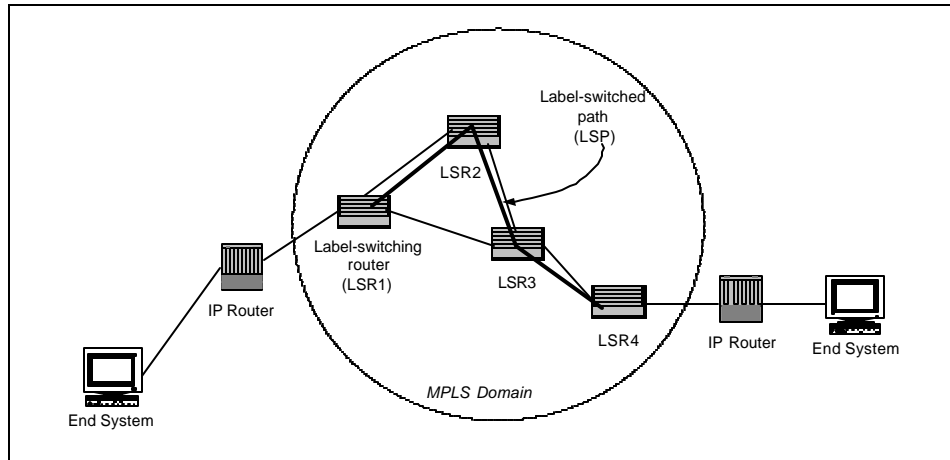 Label-switched
path
(LSP)
LSR2
Label-switching
router
(LSR1)
LSR3
IP Router
LSR4
IP Router
End System
MPLS Domain
End System